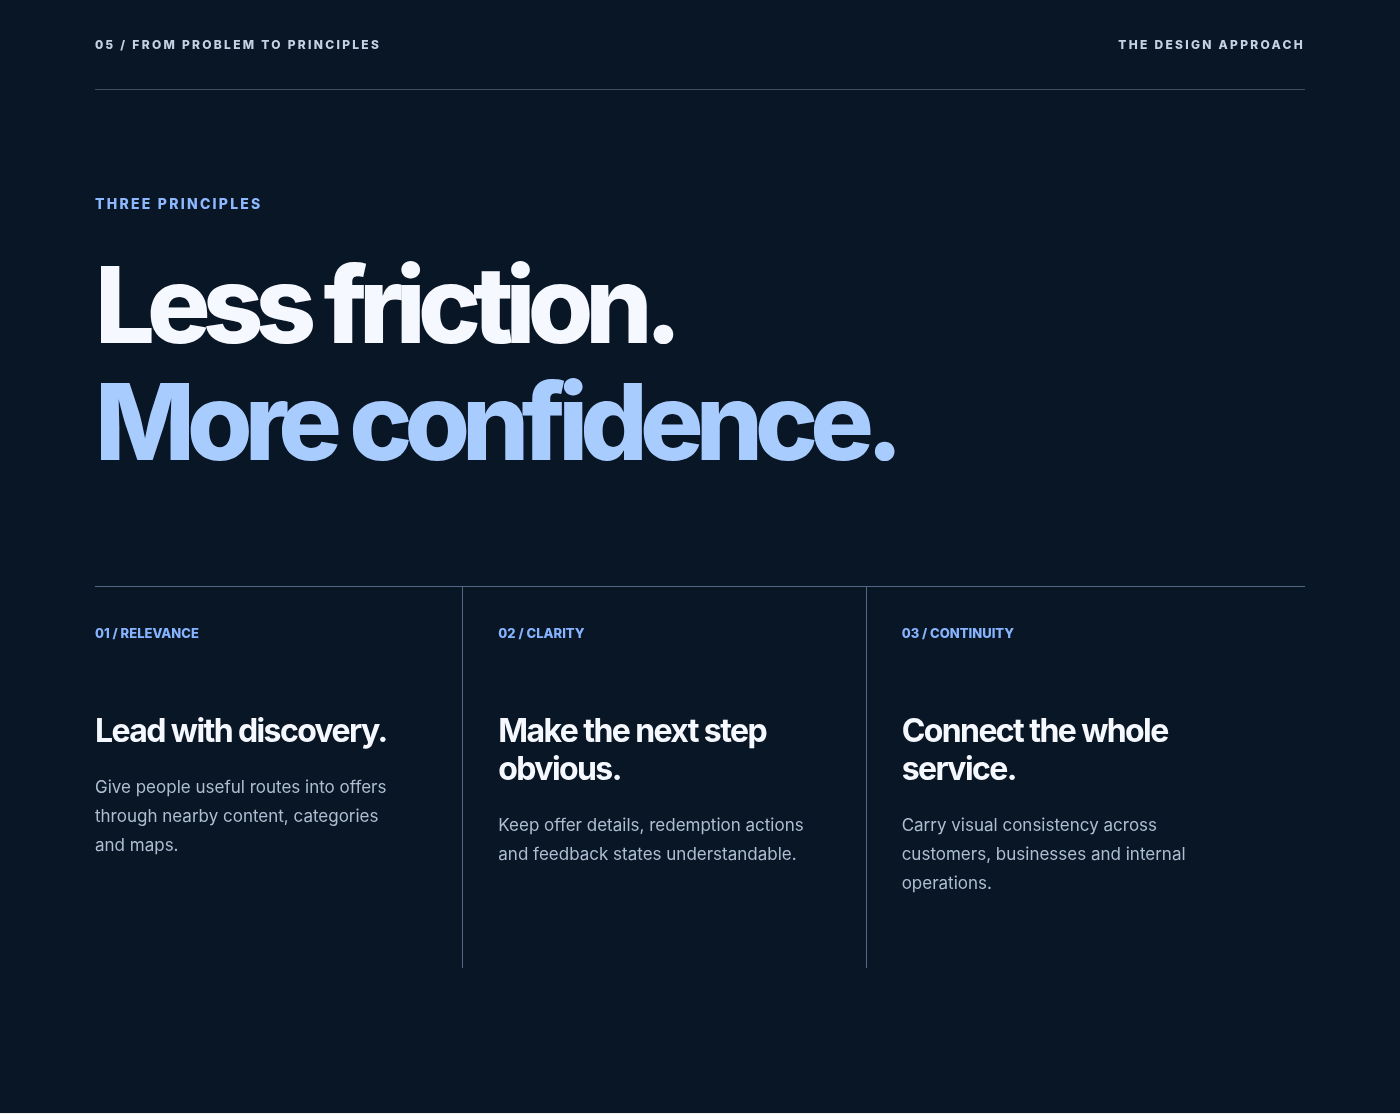 05 / FROM PROBLEM TO PRINCIPLES
THE DESIGN APPROACH
THREE PRINCIPLES
Less friction.
More confidence.
01 / RELEVANCE
Lead with discovery.
Give people useful routes into offers
through nearby content, categories
and maps.
02 / CLARITY
Make the next step
obvious.
Keep offer details, redemption actions
and feedback states understandable.
03 / CONTINUITY
Connect the whole
service.
Carry visual consistency across
customers, businesses and internal
operations.